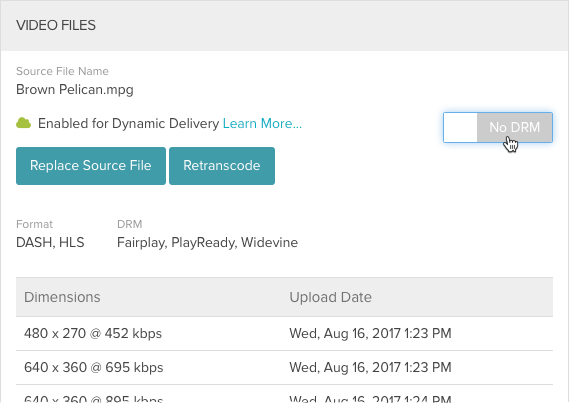 VIDEO FILES
Source File Name
Brown Pelican.mpg
Enabled for Dynamic Delivery Learn More...
No DRM
Replace Source File Retranscode
Format DRM
DASH, HLS Fairplay, PlayReady, Widevine
Dimensions Upload Date
480 x 270 @ 452 kbps Wed, Aug 16, 2017 1:23 PM
640 x 360 @ 695 kbps Wed, Aug 16, 2017 1:23 PM
640 x 360 @ 895 kbps Wed, Aug 16, 2017 1:24 PM